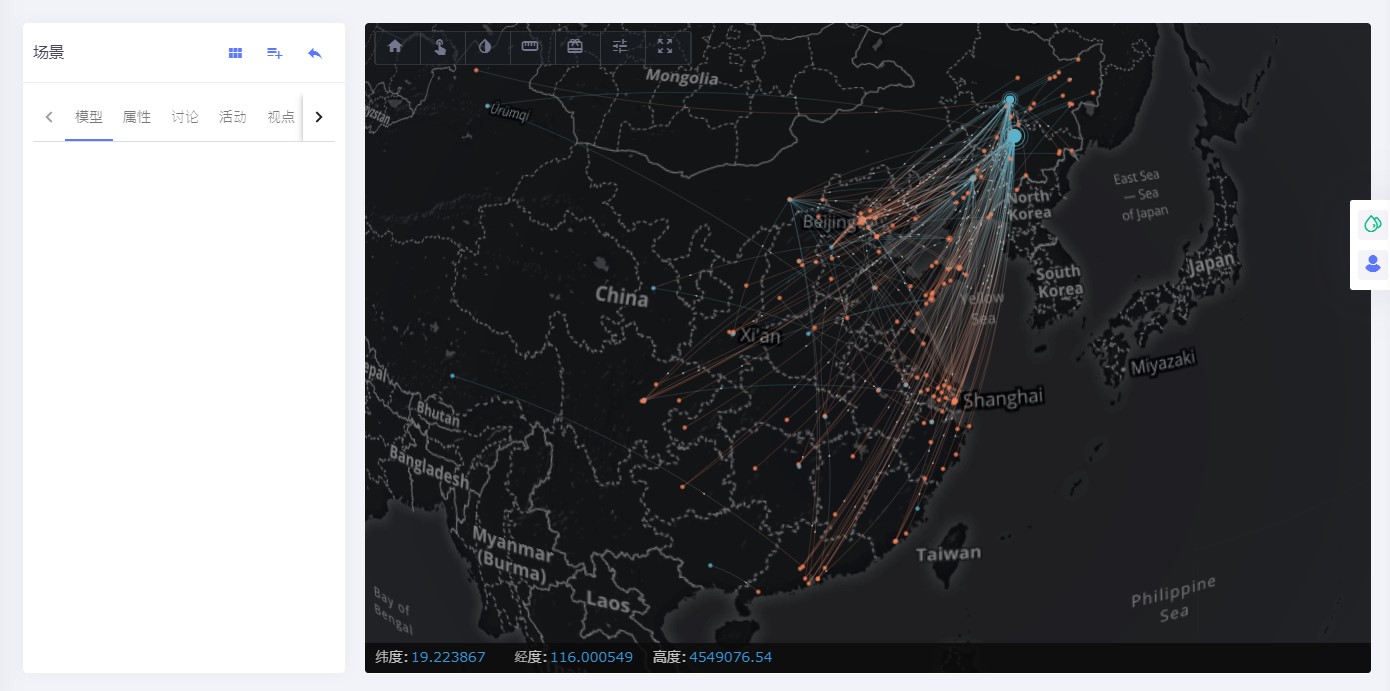 场景
模型
属性
讨论
活动
视点
Mongolia
Ürümqi
Beijing
North
Korea
East Sea
— Sea
of Japan
South
Korea
Japan
China
Yellow
Sea
Xi'an
Miyazaki
Shanghai
Bhutan
Bangladesh
Myanmar
(Burma)
Taiwan
Laos
Philippine
Sea
Bay of
Bengal
纬度:19.223867 经度:116.000549 高度:4549076.54